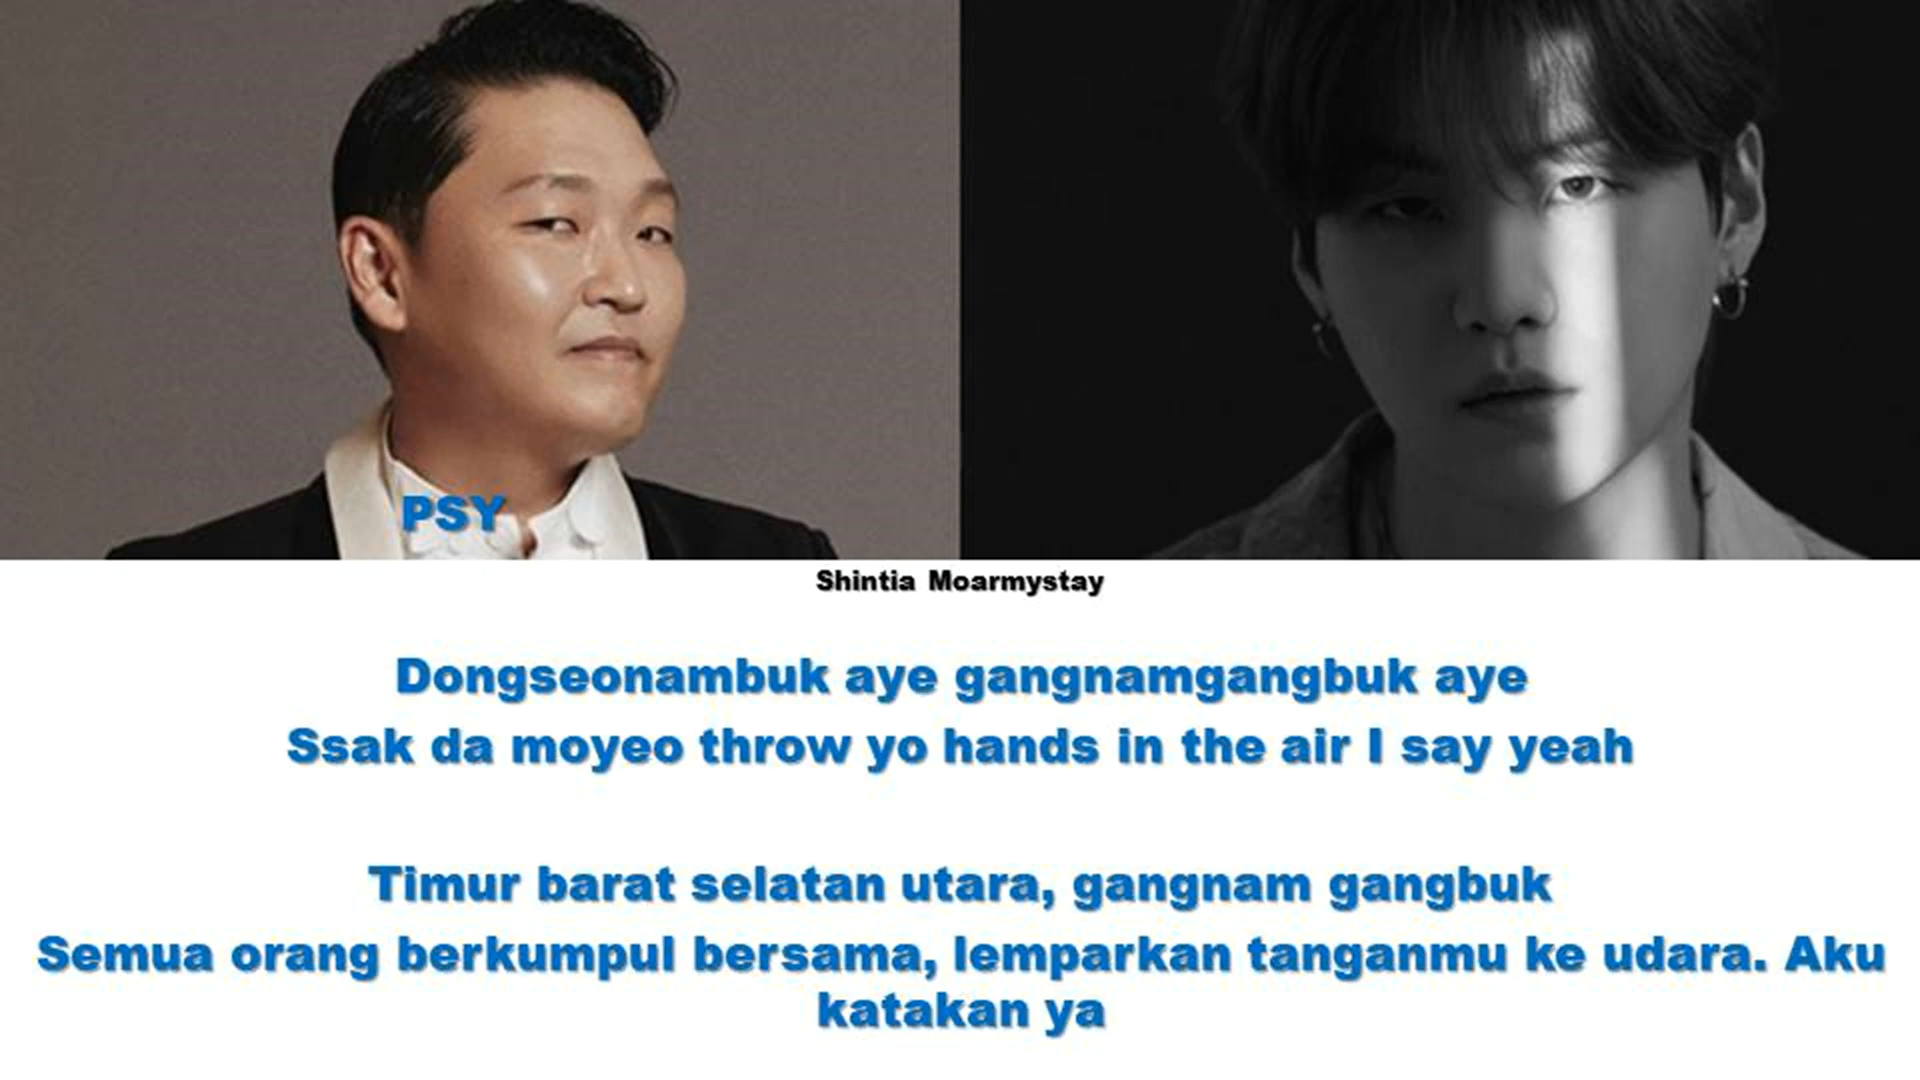 PSY
Shintia Moarmystay
Dongseonambuk aye gangnamgangbuk aye
Ssak da moyeo throw yo hands in the air I say yeah
Timur barat selatan utara, gangnam gangbuk
Semua orang berkumpul bersama, lemparkan tanganmu ke udara. Aku
katakan ya